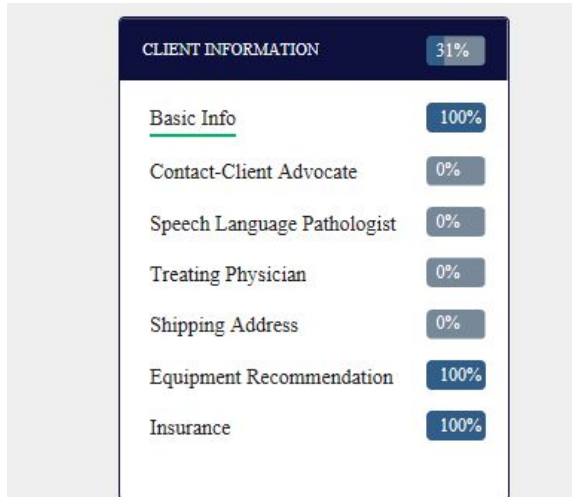 CLIENT INFORMATION 31%
Basic Info 100%
Contact-Client Advocate 0%
Speech Language Pathologist 0%
Treating Physician 0%
Shipping Address 0%
Equipment Recommendation 100%
Insurance 100%